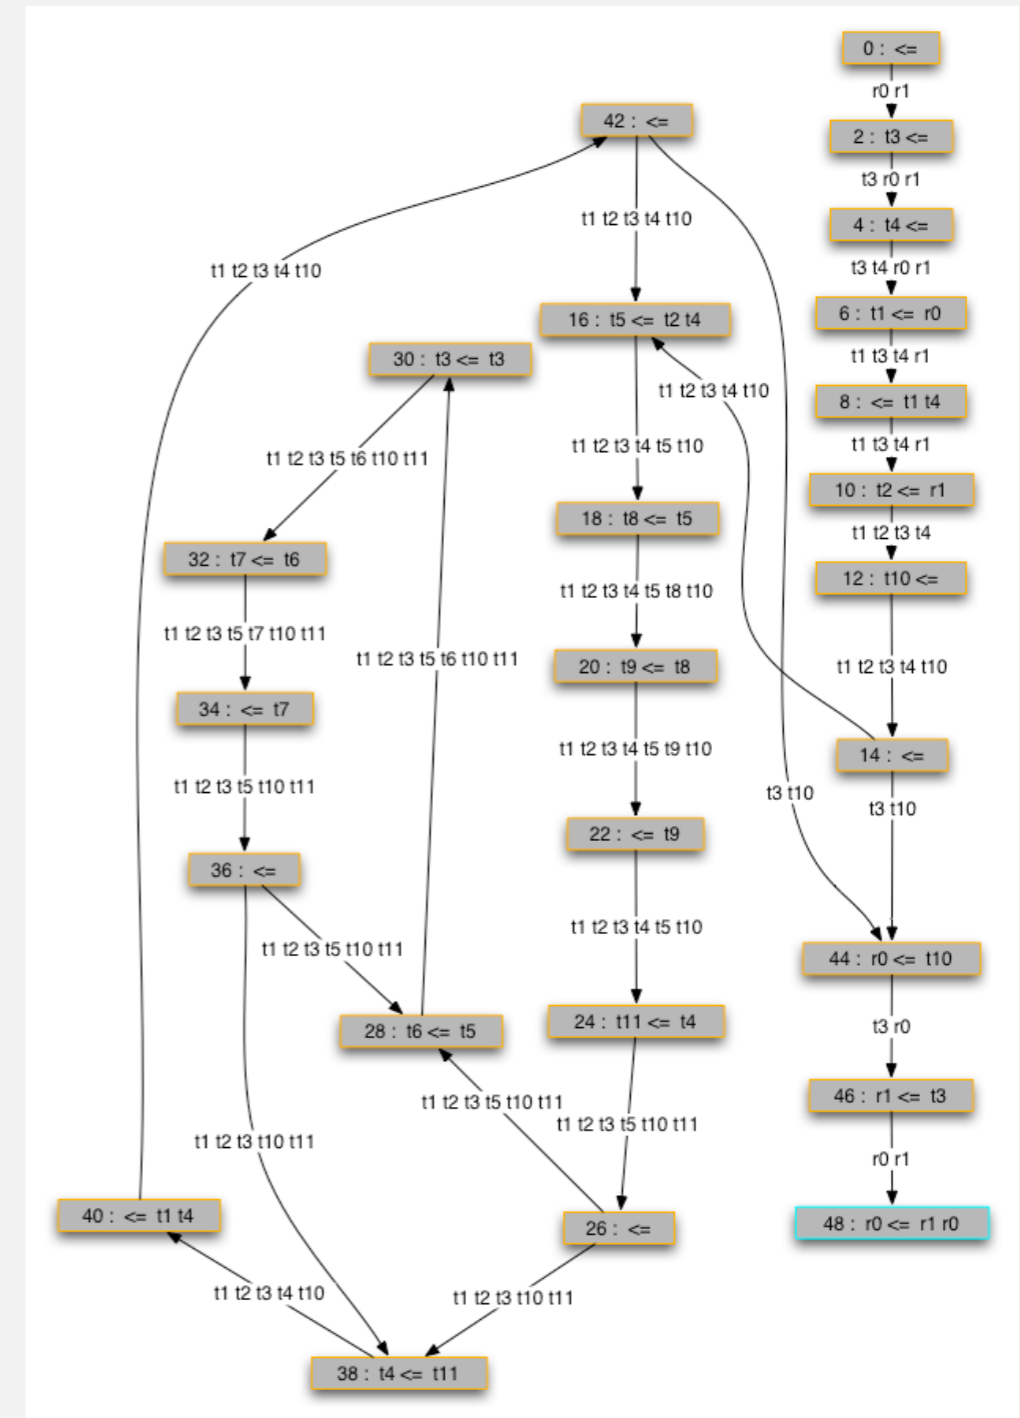 0 : <=
r0 r1
42 : <=
2 : t3 <=
t3 r0 r1
t1 t2 t3 t4 t10
4 : t4 <=
t1 t2 t3 t4 t10
t3 t4 r0 r1
16 : t5 <= t2 t4
6 : t1 <= r0
30 : t3 <= t3
t1 t3 t4 r1
t1 t2 t3 t4 t10
8 : <= t1 t4
t1 t2 t3 t5 t6 t10 t11
t1 t2 t3 t4 t5 t10
t1 t3 t4 r1
10 : t2 <= r1
18 : t8 <= t5
t1 t2 t3 t4
32 : t7 <= t6
12 : t10 <=
t1 t2 t3 t4 t5 t8 t10
t1 t2 t3 t5 t7 t10 t11
t1 t2 t3 t5 t6 t10 t11
20 : t9 <= t8
t1 t2 t3 t4 t10
34 : <= t7
t1 t2 t3 t4 t5 t9 t10
14 : <=
t1 t2 t3 t5 t10 t11
t3 t10
t3 t10
22 : <= t9
36 : <=
t1 t2 t3 t5 t10 t11
t1 t2 t3 t4 t5 t10
44 : r0 <= t10
28 : t6 <= t5
24 : t11 <= t4
t3 r0
t1 t2 t3 t5 t10 t11
46 : r1 <= t3
t1 t2 t3 t5 t10 t11
t1 t2 t3 t10 t11
r0 r1
40 : <= t1 t4
26 : <=
48 : r0 <= r1 r0
t1 t2 t3 t4 t10
t1 t2 t3 t10 t11
38 : t4 <= t11